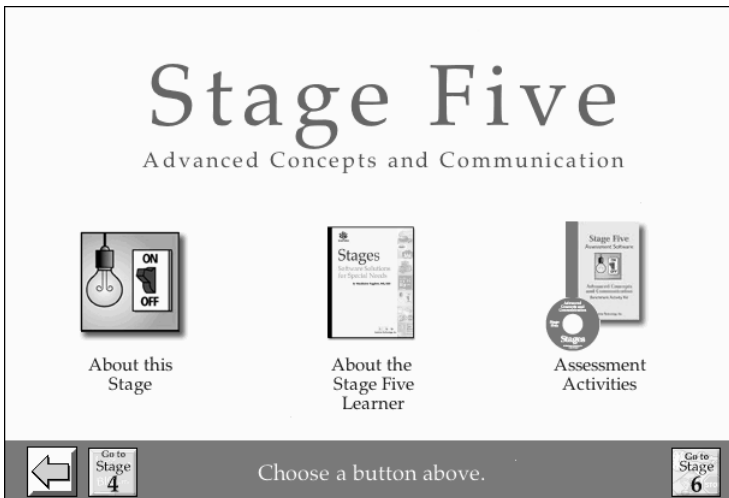 Stage Five
Advanced Concepts and Communication
ON
OFF
Stages
Software Solutions
for Special Needs
Stage Five
Assessment Software
Advanced Concepts
and Communication
Stages
About this
Stage
About the
Stage Five
Learner
Assessment
Activities
Go to
Stage
4
Choose a button above.
Go to
Stage
6